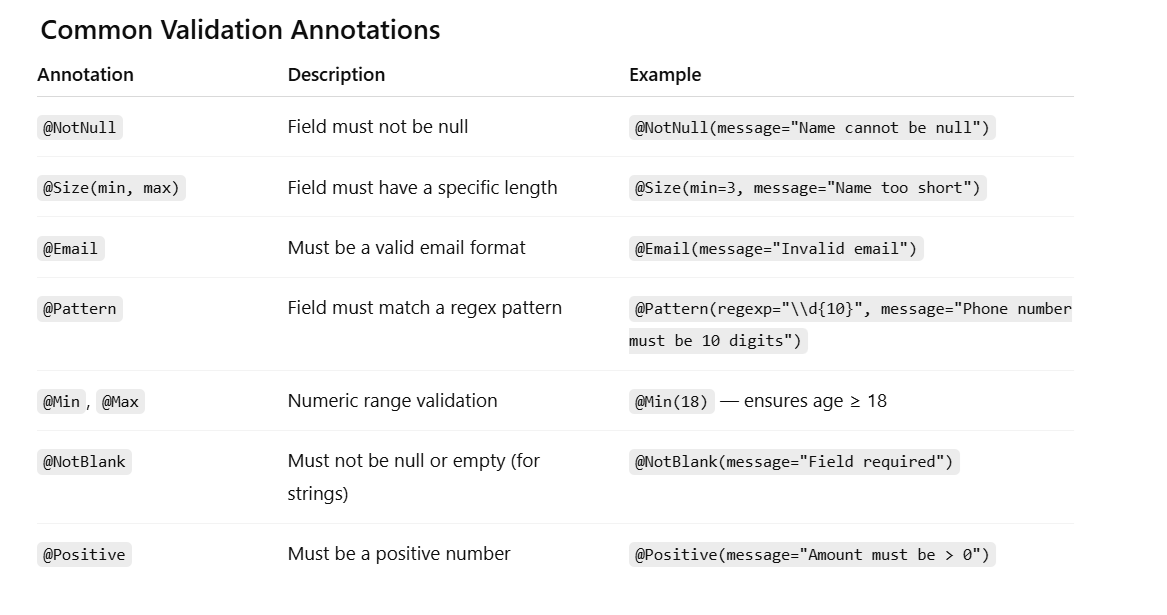 Common Validation Annotations
Annotation Description Example
@NotNull Field must not be null @NotNull(message="Name cannot be null")
@Size(min, max) Field must have a specific length @Size(min=3, message="Name too short")
@Email Must be a valid email format @Email(message="Invalid email")
@Pattern Field must match a regex pattern @Pattern(regexp="\\d{10}", message="Phone number
must be 10 digits")
@Min, @Max Numeric range validation @Min(18) — ensures age ≥ 18
@NotBlank Must not be null or empty (for @NotBlank(message="Field required")
strings)
@Positive Must be a positive number @Positive(message="Amount must be > 0")